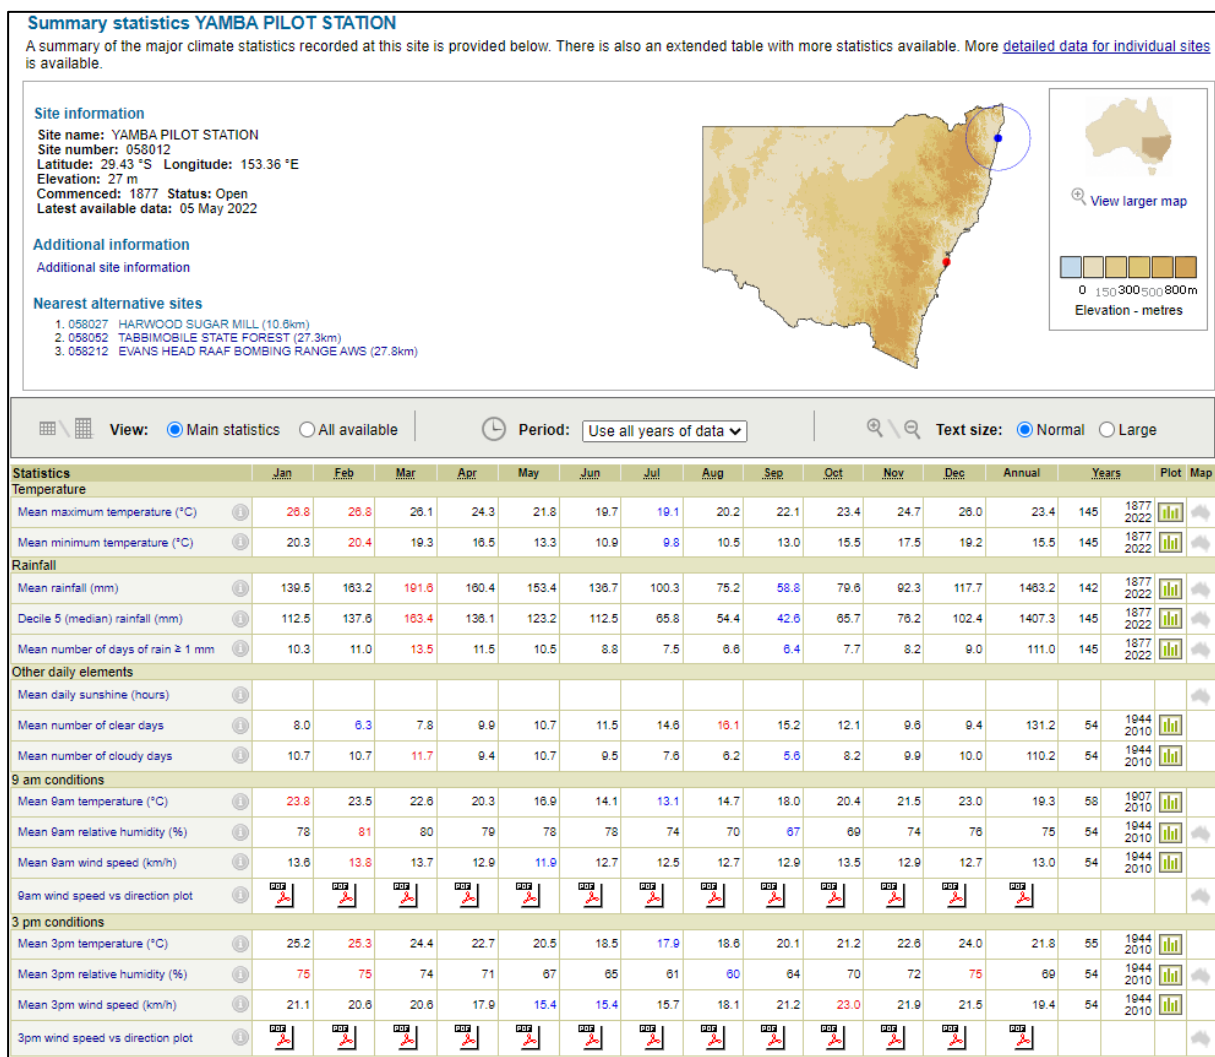 Summary statistics YAMBA PILOT STATION
A summary of the major climate statistics recorded at this site is provided below. There is also an extended table with more statistics available. More detailed data for individual sites
is available.
Site information
Site name: YAMBA PILOT STATION
Site number: 058012
Latitude: 29.43 °S Longitude: 153.36 °E
Elevation: 27 m
Commenced: 1877 Status: Open
Latest available data: 05 May 2022
Additional information
Additional site information
Nearest alternative sites
1. 058027 HARWOOD SUGAR MILL (10.6km)
2. 058052 TABBIMOBILE STATE FOREST (27.3km)
3. 058212 EVANS HEAD RAAF BOMBING RANGE AWS (27.8km)
View larger map
0 150 300 500 800m
Elevation - metres
View: Main statistics All available Period: Use all years of data Text size: Normal Large
Statistics Jan Feb Mar Apr May Jun Jul Aug Sep Oct Nov Dec Annual Years Plot Map
Temperature
Mean maximum temperature (°C) 26.8 26.8 26.1 24.3 21.8 19.7 19.1 20.2 22.1 23.4 24.7 26.0 23.4 145 1877 2022
Mean minimum temperature (°C) 20.3 20.4 19.3 16.5 13.3 10.9 9.8 10.5 13.0 15.5 17.5 19.2 15.5 145 1877 2022
Rainfall
Mean rainfall (mm) 139.5 163.2 191.6 160.4 153.4 136.7 100.3 75.2 58.8 79.6 92.3 117.7 1463.2 142 1877 2022
Decile 5 (median) rainfall (mm) 112.5 137.6 163.4 136.1 123.2 112.5 65.8 54.4 42.6 65.7 76.2 102.4 1407.3 145 1877 2022
Mean number of days of rain ≥ 1 mm 10.3 11.0 13.5 11.5 10.5 8.8 7.5 6.6 6.4 7.7 8.2 9.0 111.0 145 1877 2022
Other daily elements
Mean daily sunshine (hours)
Mean number of clear days 8.0 6.3 7.8 9.9 10.7 11.5 14.6 16.1 15.2 12.1 9.6 9.4 131.2 54 1944 2010
Mean number of cloudy days 10.7 10.7 11.7 9.4 10.7 9.5 7.6 6.2 5.6 8.2 9.9 10.0 110.2 54 1944 2010
9 am conditions
Mean 9am temperature (°C) 23.8 23.5 22.6 20.3 16.9 14.1 13.1 14.7 18.0 20.4 21.5 23.0 19.3 58 1907 2010
Mean 9am relative humidity (%) 78 81 80 79 78 78 74 70 67 69 74 76 75 54 1944 2010
Mean 9am wind speed (km/h) 13.6 13.8 13.7 12.9 11.9 12.7 12.5 12.7 12.9 13.5 12.9 12.7 13.0 54 1944 2010
9am wind speed vs direction plot PDF PDF PDF PDF PDF PDF PDF PDF PDF PDF PDF PDF PDF
3 pm conditions
Mean 3pm temperature (°C) 25.2 25.3 24.4 22.7 20.5 18.5 17.9 18.6 20.1 21.2 22.6 24.0 21.8 55 1944 2010
Mean 3pm relative humidity (%) 75 75 74 71 67 65 61 60 64 70 72 75 69 54 1944 2010
Mean 3pm wind speed (km/h) 21.1 20.6 20.6 17.9 15.4 15.4 15.7 18.1 21.2 23.0 21.9 21.5 19.4 54 1944 2010
3pm wind speed vs direction plot PDF PDF PDF PDF PDF PDF PDF PDF PDF PDF PDF PDF PDF